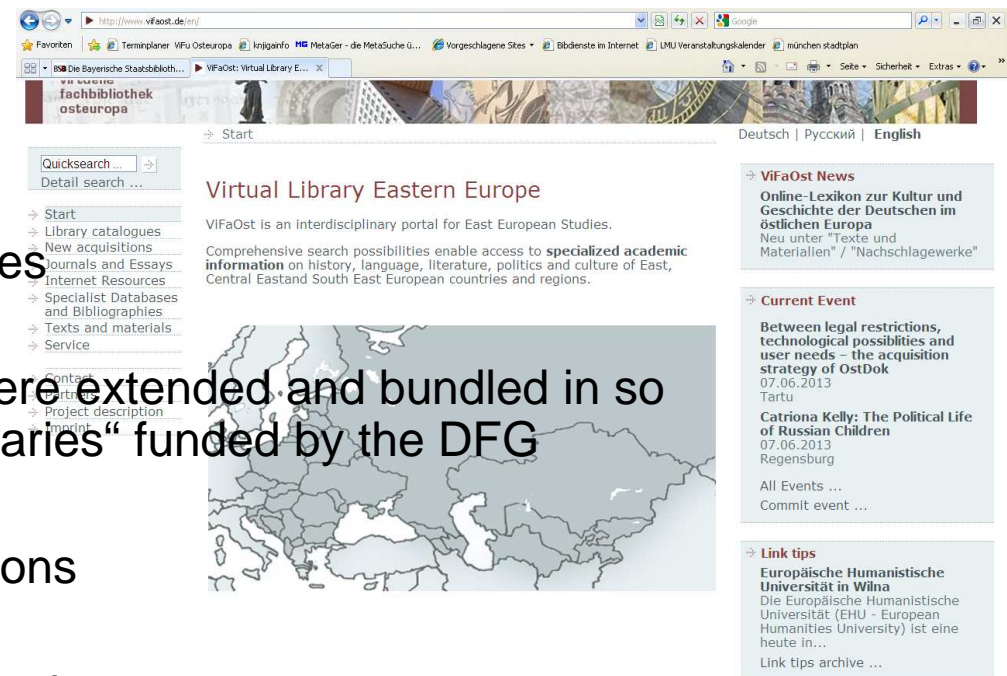 http://www.vifaost.de/en/
Google
Favoriten
Terminplaner ViFu Osteuropa
knjigainfo
MG MetaGer - die MetaSuche ü...
Vorgeschlagene Sites
Bibdienste im Internet
LMU Veranstaltungskalender
münchen stadtplan
BSB Die Bayerische Staatsbiblioth...
ViFaOst: Virtual Library E...
Seite
Sicherheit
Extras
virtuelle
fachbibliothek
osteuropa
Start
Deutsch | Русский | English
Quicksearch ...
Detail search ...
Start
Library catalogues
New acquisitions
Journals and Essays
Internet Resources
Specialist Databases
and Bibliographies
Texts and materials
Service
Contact
Partners
Project description
Imprint
Virtual Library Eastern Europe
ViFaOst is an interdisciplinary portal for East European Studies.
Comprehensive search possibilities enable access to specialized academic
information on history, language, literature, politics and culture of East,
Central Eastand South East European countries and regions.
es
ere extended and bundled in so
aries“ funded by the DFG
ons
ViFaOst News
Online-Lexikon zur Kultur und
Geschichte der Deutschen im
östlichen Europa
Neu unter "Texte und
Materialien" / "Nachschlagewerke"
Current Event
Between legal restrictions,
technological possiblities and
user needs – the acquisition
strategy of OstDok
07.06.2013
Tartu
Catriona Kelly: The Political Life
of Russian Children
07.06.2013
Regensburg
All Events ...
Commit event ...
Link tips
Europäische Humanistische
Universität in Wilna
Die Europäische Humanistische
Universität (EHU - European
Humanities University) ist eine
heute in...
Link tips archive ...